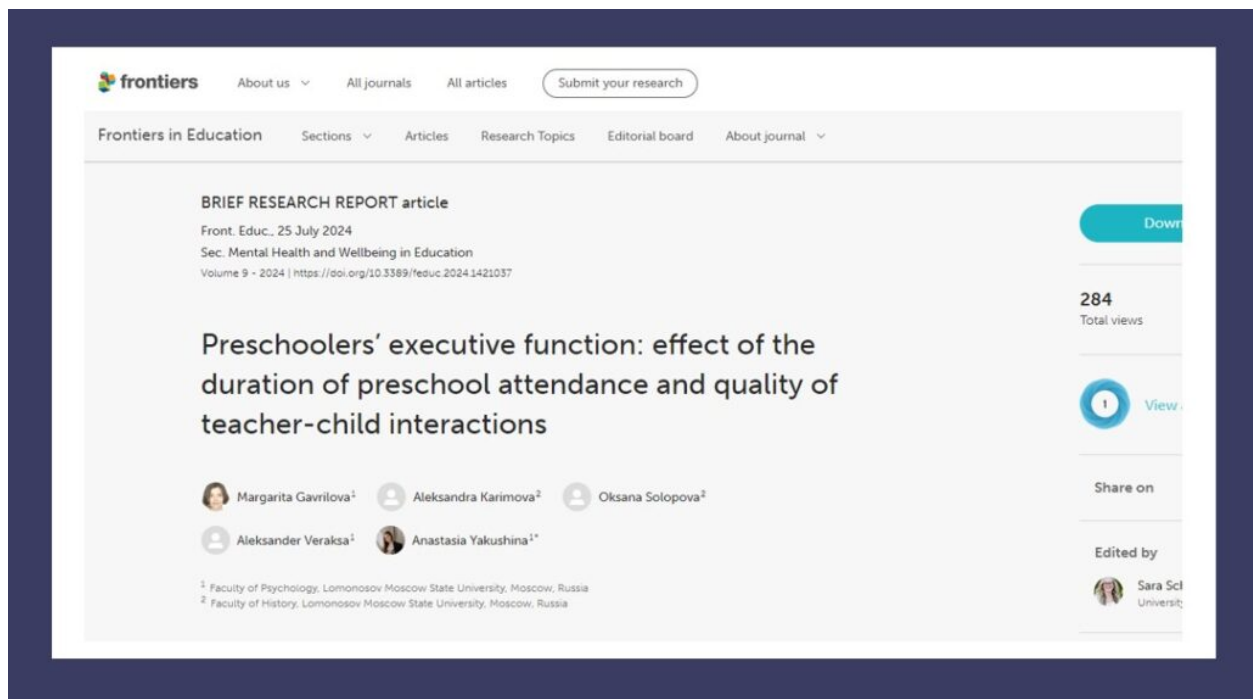 frontiers About us All journals All articles Submit your research
Frontiers in Education Sections Articles Research Topics Editorial board About journal
BRIEF RESEARCH REPORT article
Front. Educ., 25 July 2024
Sec. Mental Health and Wellbeing in Education
Volume 9 - 2024 | https://doi.org/10.3389/feduc.2024.1421037
Preschoolers’ executive function: effect of the
duration of preschool attendance and quality of
teacher-child interactions
Margarita Gavrilova¹ Aleksandra Karimova² Oksana Solopova²
Aleksander Veraksa¹ Anastasia Yakushina¹*
¹ Faculty of Psychology, Lomonosov Moscow State University, Moscow, Russia
² Faculty of History, Lomonosov Moscow State University, Moscow, Russia
Down
284
Total views
1 View
Share on
Edited by
Sara Sc
Universit